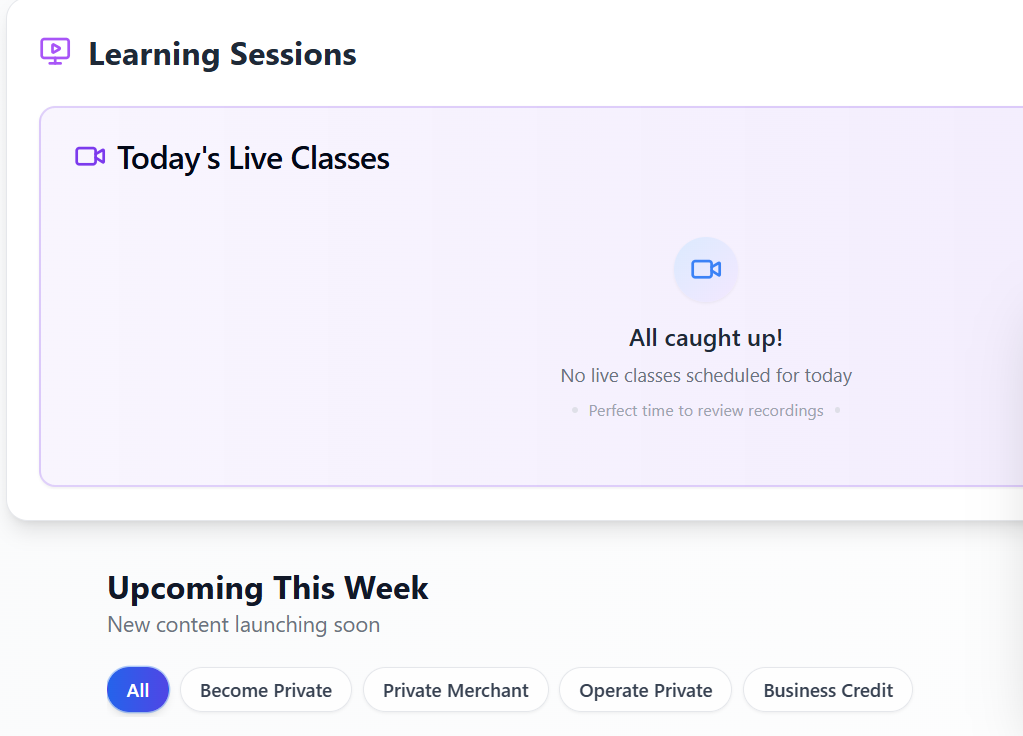 Learning Sessions
Today's Live Classes
All caught up!
No live classes scheduled for today
• Perfect time to review recordings •
Upcoming This Week
New content launching soon
All Become Private Private Merchant Operate Private Business Credit